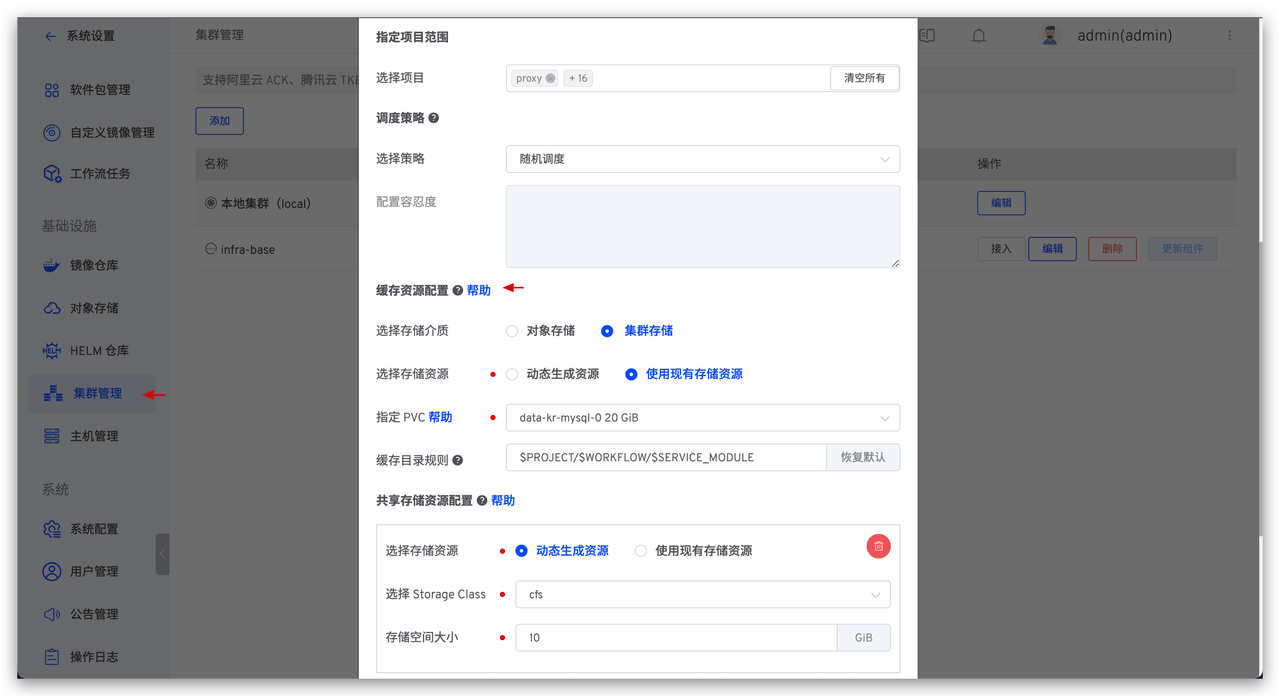 系统设置
软件包管理
自定义镜像管理
工作流任务
基础设施
镜像仓库
对象存储
HELM 仓库
集群管理
主机管理
系统
系统配置
用户管理
公告管理
操作日志
集群管理
admin(admin)
支持阿里云 ACK、腾讯云 TKE
添加
名称
操作
本地集群（local）
编辑
infra-base
接入
编辑
删除
更新组件
指定项目范围
选择项目
proxy
+ 16
清空所有
调度策略
选择策略
随机调度
配置容忍度
缓存资源配置 帮助
选择存储介质
对象存储
集群存储
选择存储资源
动态生成资源
使用现有存储资源
指定 PVC 帮助
data-kr-mysql-0 20 GiB
缓存目录规则
$PROJECT/$WORKFLOW/$SERVICE_MODULE
恢复默认
共享存储资源配置 帮助
选择存储资源
动态生成资源
使用现有存储资源
选择 Storage Class
cfs
存储空间大小
10
GiB